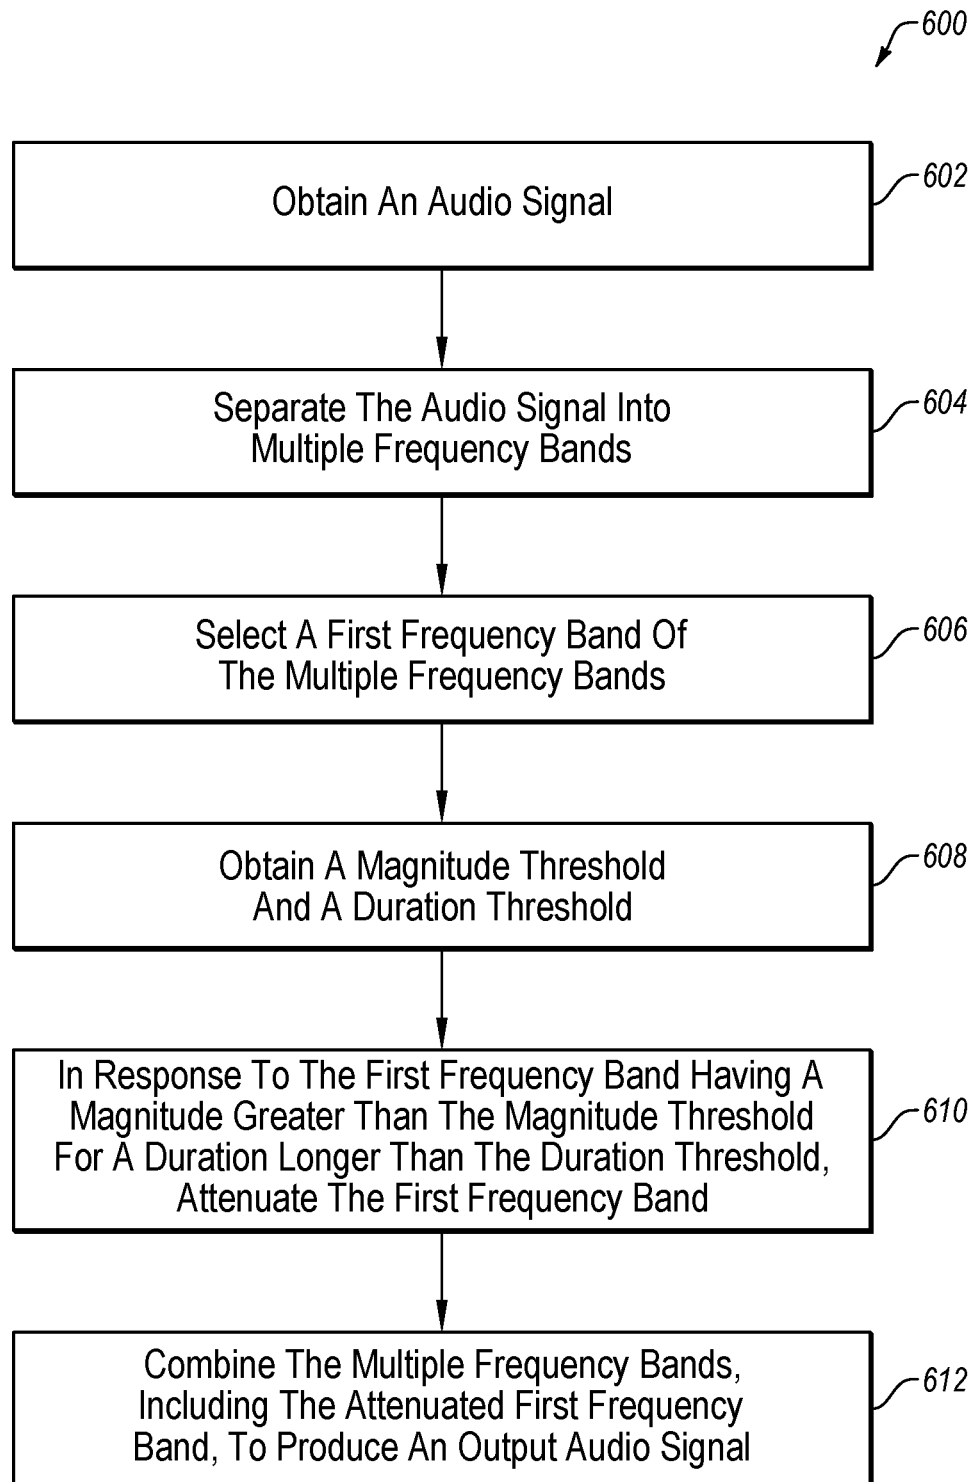 600
Obtain An Audio Signal
602
Separate The Audio Signal Into
Multiple Frequency Bands
604
Select A First Frequency Band Of
The Multiple Frequency Bands
606
Obtain A Magnitude Threshold
And A Duration Threshold
608
In Response To The First Frequency Band Having A
Magnitude Greater Than The Magnitude Threshold
For A Duration Longer Than The Duration Threshold,
Attenuate The First Frequency Band
610
Combine The Multiple Frequency Bands,
Including The Attenuated First Frequency
Band, To Produce An Output Audio Signal
612